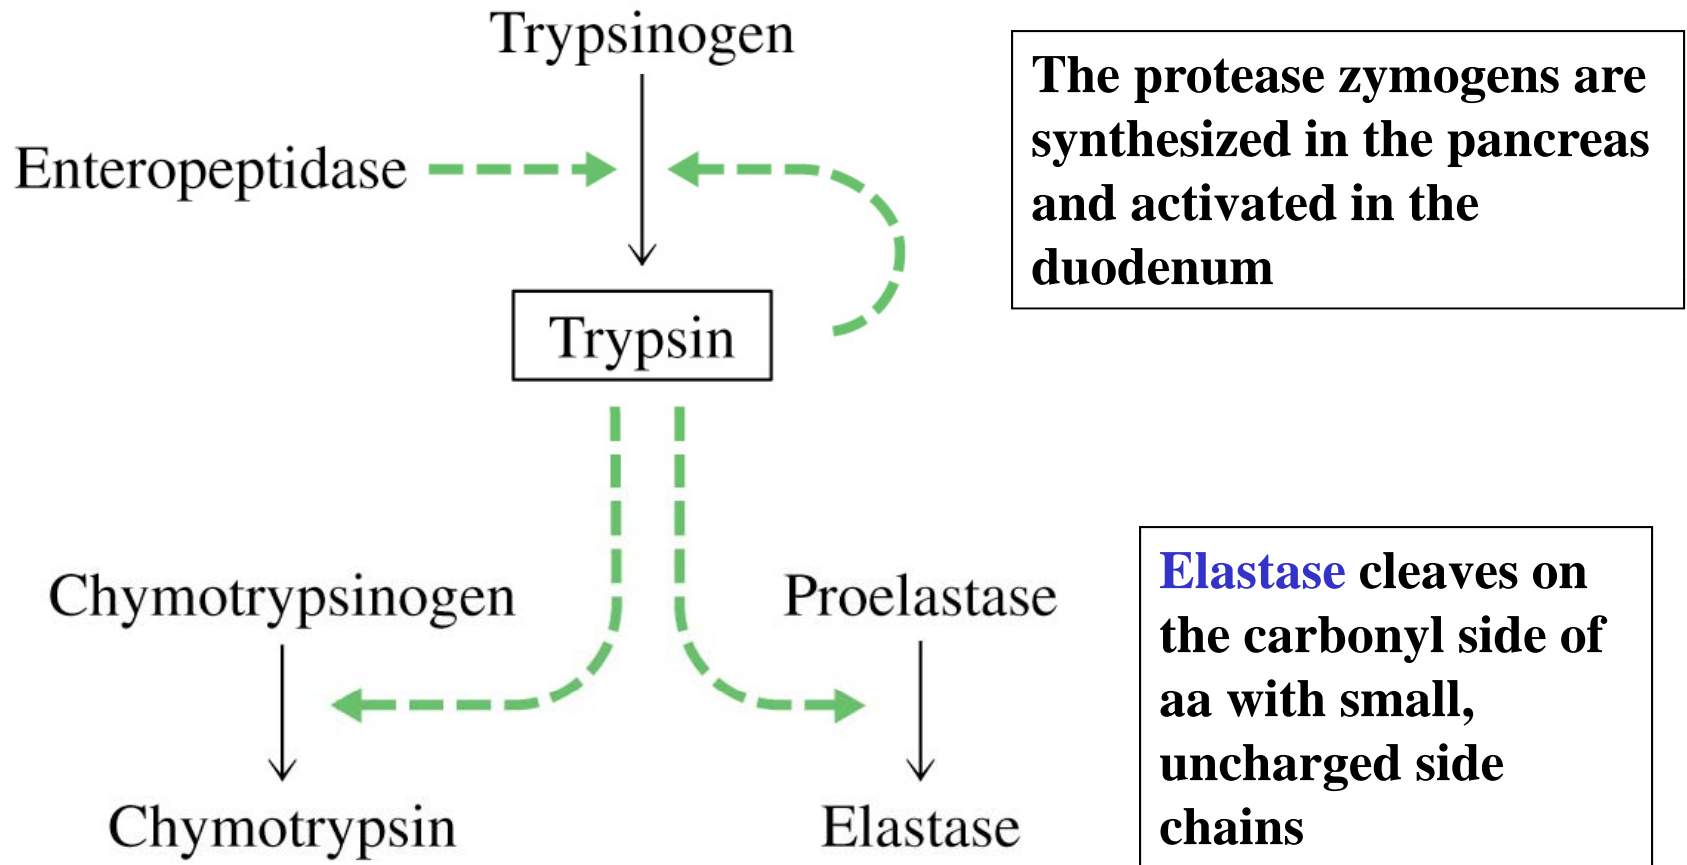 Trypsinogen
The protease zymogens are
synthesized in the pancreas
and activated in the
duodenum
Enteropeptidase
Trypsin
Chymotrypsinogen
Proelastase
Chymotrypsin
Elastase
Elastase cleaves on
the carbonyl side of
aa with small,
uncharged side
chains